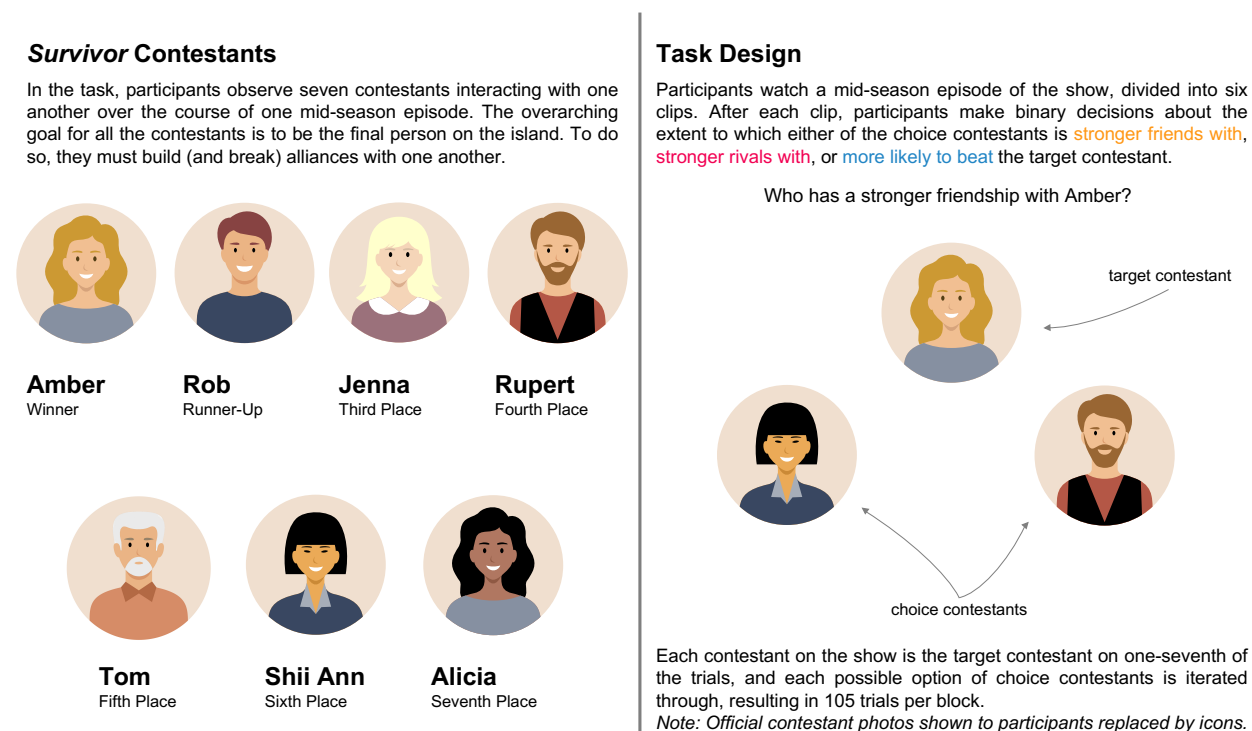 Survivor Contestants
In the task, participants observe seven contestants interacting with one
another over the course of one mid-season episode. The overarching
goal for all the contestants is to be the final person on the island. To do
so, they must build (and break) alliances with one another.
Amber
Winner
Rob
Runner-Up
Jenna
Third Place
Rupert
Fourth Place
Tom
Fifth Place
Shii Ann
Sixth Place
Alicia
Seventh Place
Task Design
Participants watch a mid-season episode of the show, divided into six
clips. After each clip, participants make binary decisions about the
extent to which either of the choice contestants is stronger friends with,
stronger rivals with, or more likely to beat the target contestant.
Who has a stronger friendship with Amber?
target contestant
choice contestants
Each contestant on the show is the target contestant on one-seventh of
the trials, and each possible option of choice contestants is iterated
through, resulting in 105 trials per block.
Note: Official contestant photos shown to participants replaced by icons.